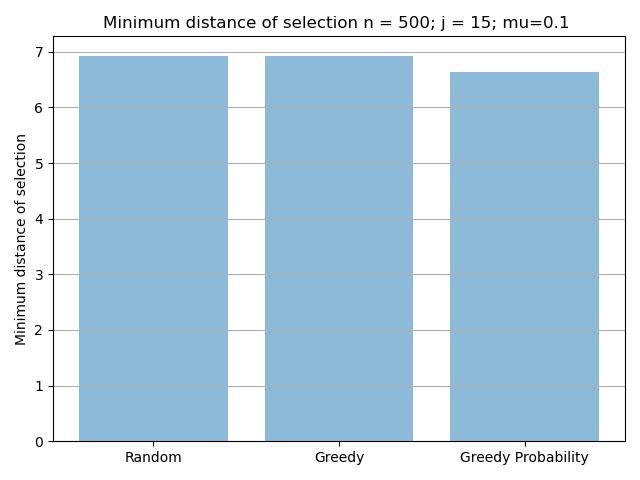 Minimum distance of selection n = 500; j = 15; mu=0.1
Minimum distance of selection
7
6
5
4
3
2
1
0
Random
Greedy
Greedy Probability